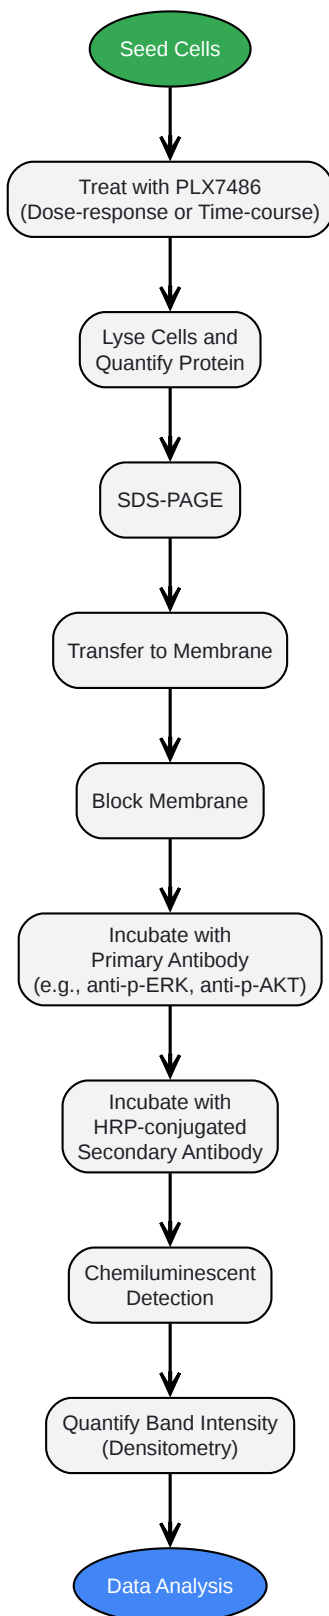 Seed Cells
Treat with PLX7486
(Dose-response or Time-course)
Lyse Cells and
Quantify Protein
SDS-PAGE
Transfer to Membrane
Block Membrane
Incubate with
Primary Antibody
(e.g., anti-p-ERK, anti-p-AKT)
Incubate with
HRP-conjugated
Secondary Antibody
Chemiluminescent
Detection
Quantify Band Intensity
(Densitometry)
Data Analysis